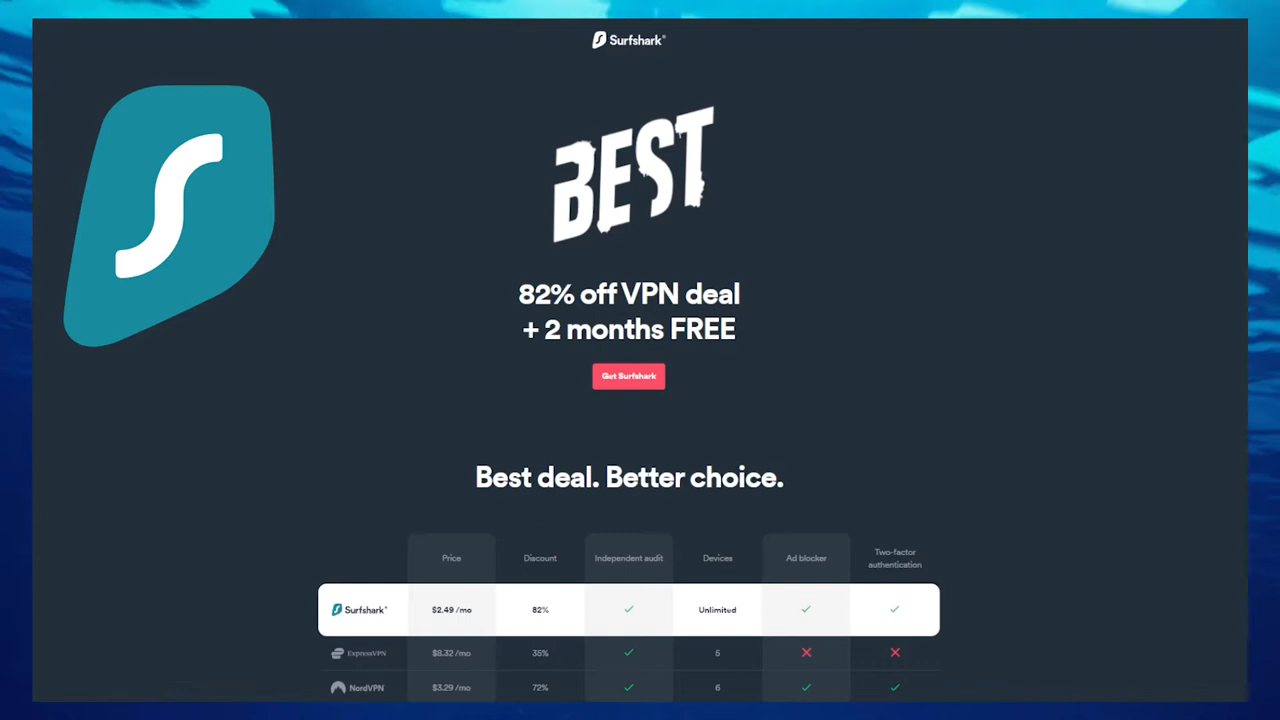 Surfshark®
BEST
82% off VPN deal
+ 2 months FREE
Get Surfshark
Best deal. Better choice.
Price Discount Independent audit Devices Ad blocker Two-factor authentication
Surfshark® $2.49 /mo 82% Unlimited
ExpressVPN $8.32 /mo 35% 5
NordVPN $3.29 /mo 72% 6